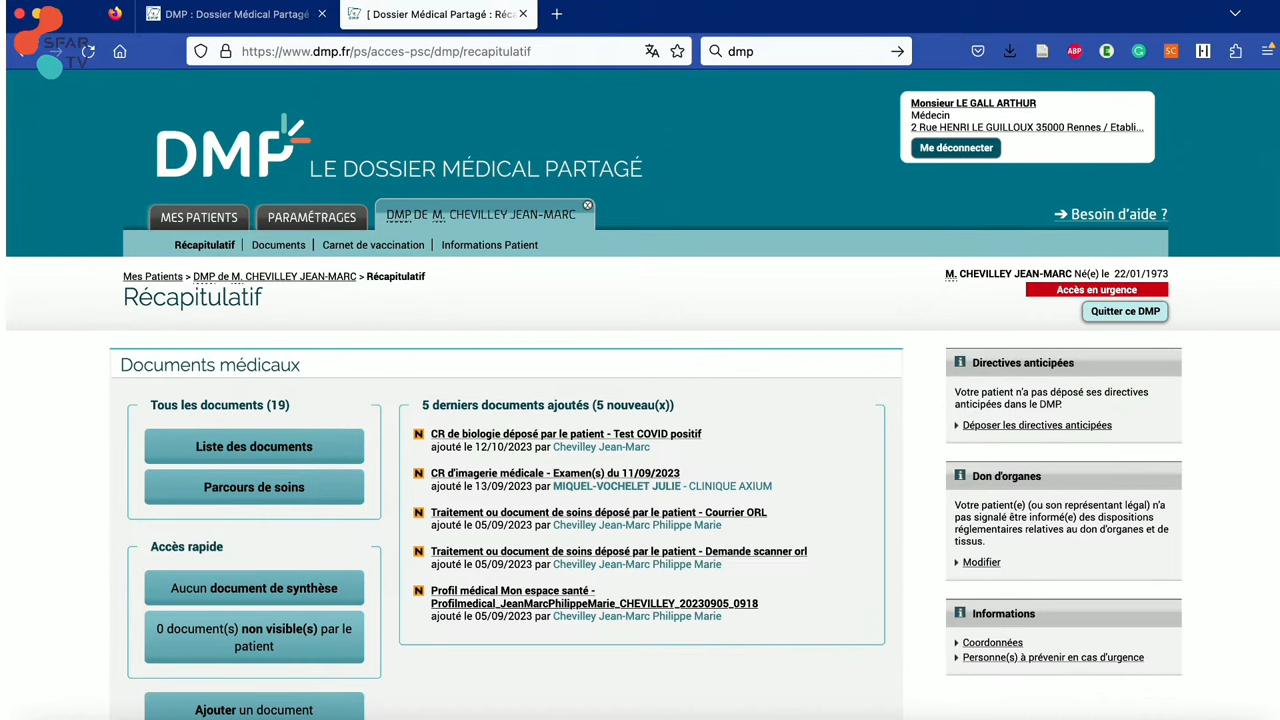 DMP : Dossier Médical Partagé
[ Dossier Médical Partagé : Réca
SFAR
TV
https://www.dmp.fr/ps/acces-psc/dmp/recapitulatif
dmp
ABP
SC
H
Monsieur LE GALL ARTHUR
Médecin
2 Rue HENRI LE GUILLOUX 35000 Rennes / Etabli...
Me déconnecter
DMP LE DOSSIER MÉDICAL PARTAGÉ
MES PATIENTS
PARAMÉTRAGES
DMP DE M. CHEVILLEY JEAN-MARC
➔ Besoin d'aide ?
Récapitulatif | Documents | Carnet de vaccination | Informations Patient
Mes Patients > DMP de M. CHEVILLEY JEAN-MARC > Récapitulatif
Récapitulatif
M. CHEVILLEY JEAN-MARC Né(e) le 22/01/1973
Accès en urgence
Quitter ce DMP
Documents médicaux
Tous les documents (19)
Liste des documents
Parcours de soins
Accès rapide
Aucun document de synthèse
0 document(s) non visible(s) par le
patient
Ajouter un document
5 derniers documents ajoutés (5 nouveau(x))
N CR de biologie déposé par le patient - Test COVID positif
ajouté le 12/10/2023 par Chevilley Jean-Marc
N CR d'imagerie médicale - Examen(s) du 11/09/2023
ajouté le 13/09/2023 par MIQUEL-VOCHELET JULIE - CLINIQUE AXIUM
N Traitement ou document de soins déposé par le patient - Courrier ORL
ajouté le 05/09/2023 par Chevilley Jean-Marc Philippe Marie
N Traitement ou document de soins déposé par le patient - Demande scanner orl
ajouté le 05/09/2023 par Chevilley Jean-Marc Philippe Marie
N Profil médical Mon espace santé -
Profilmedical_JeanMarcPhilippeMarie_CHEVILLEY_20230905_0918
ajouté le 05/09/2023 par Chevilley Jean-Marc Philippe Marie
i Directives anticipées
Votre patient n'a pas déposé ses directives
anticipées dans le DMP.
Déposer les directives anticipées
i Don d'organes
Votre patient(e) (ou son représentant légal) n'a
pas signalé être informé(e) des dispositions
réglementaires relatives au don d'organes et de
tissus.
Modifier
i Informations
Coordonnées
Personne(s) à prévenir en cas d'urgence